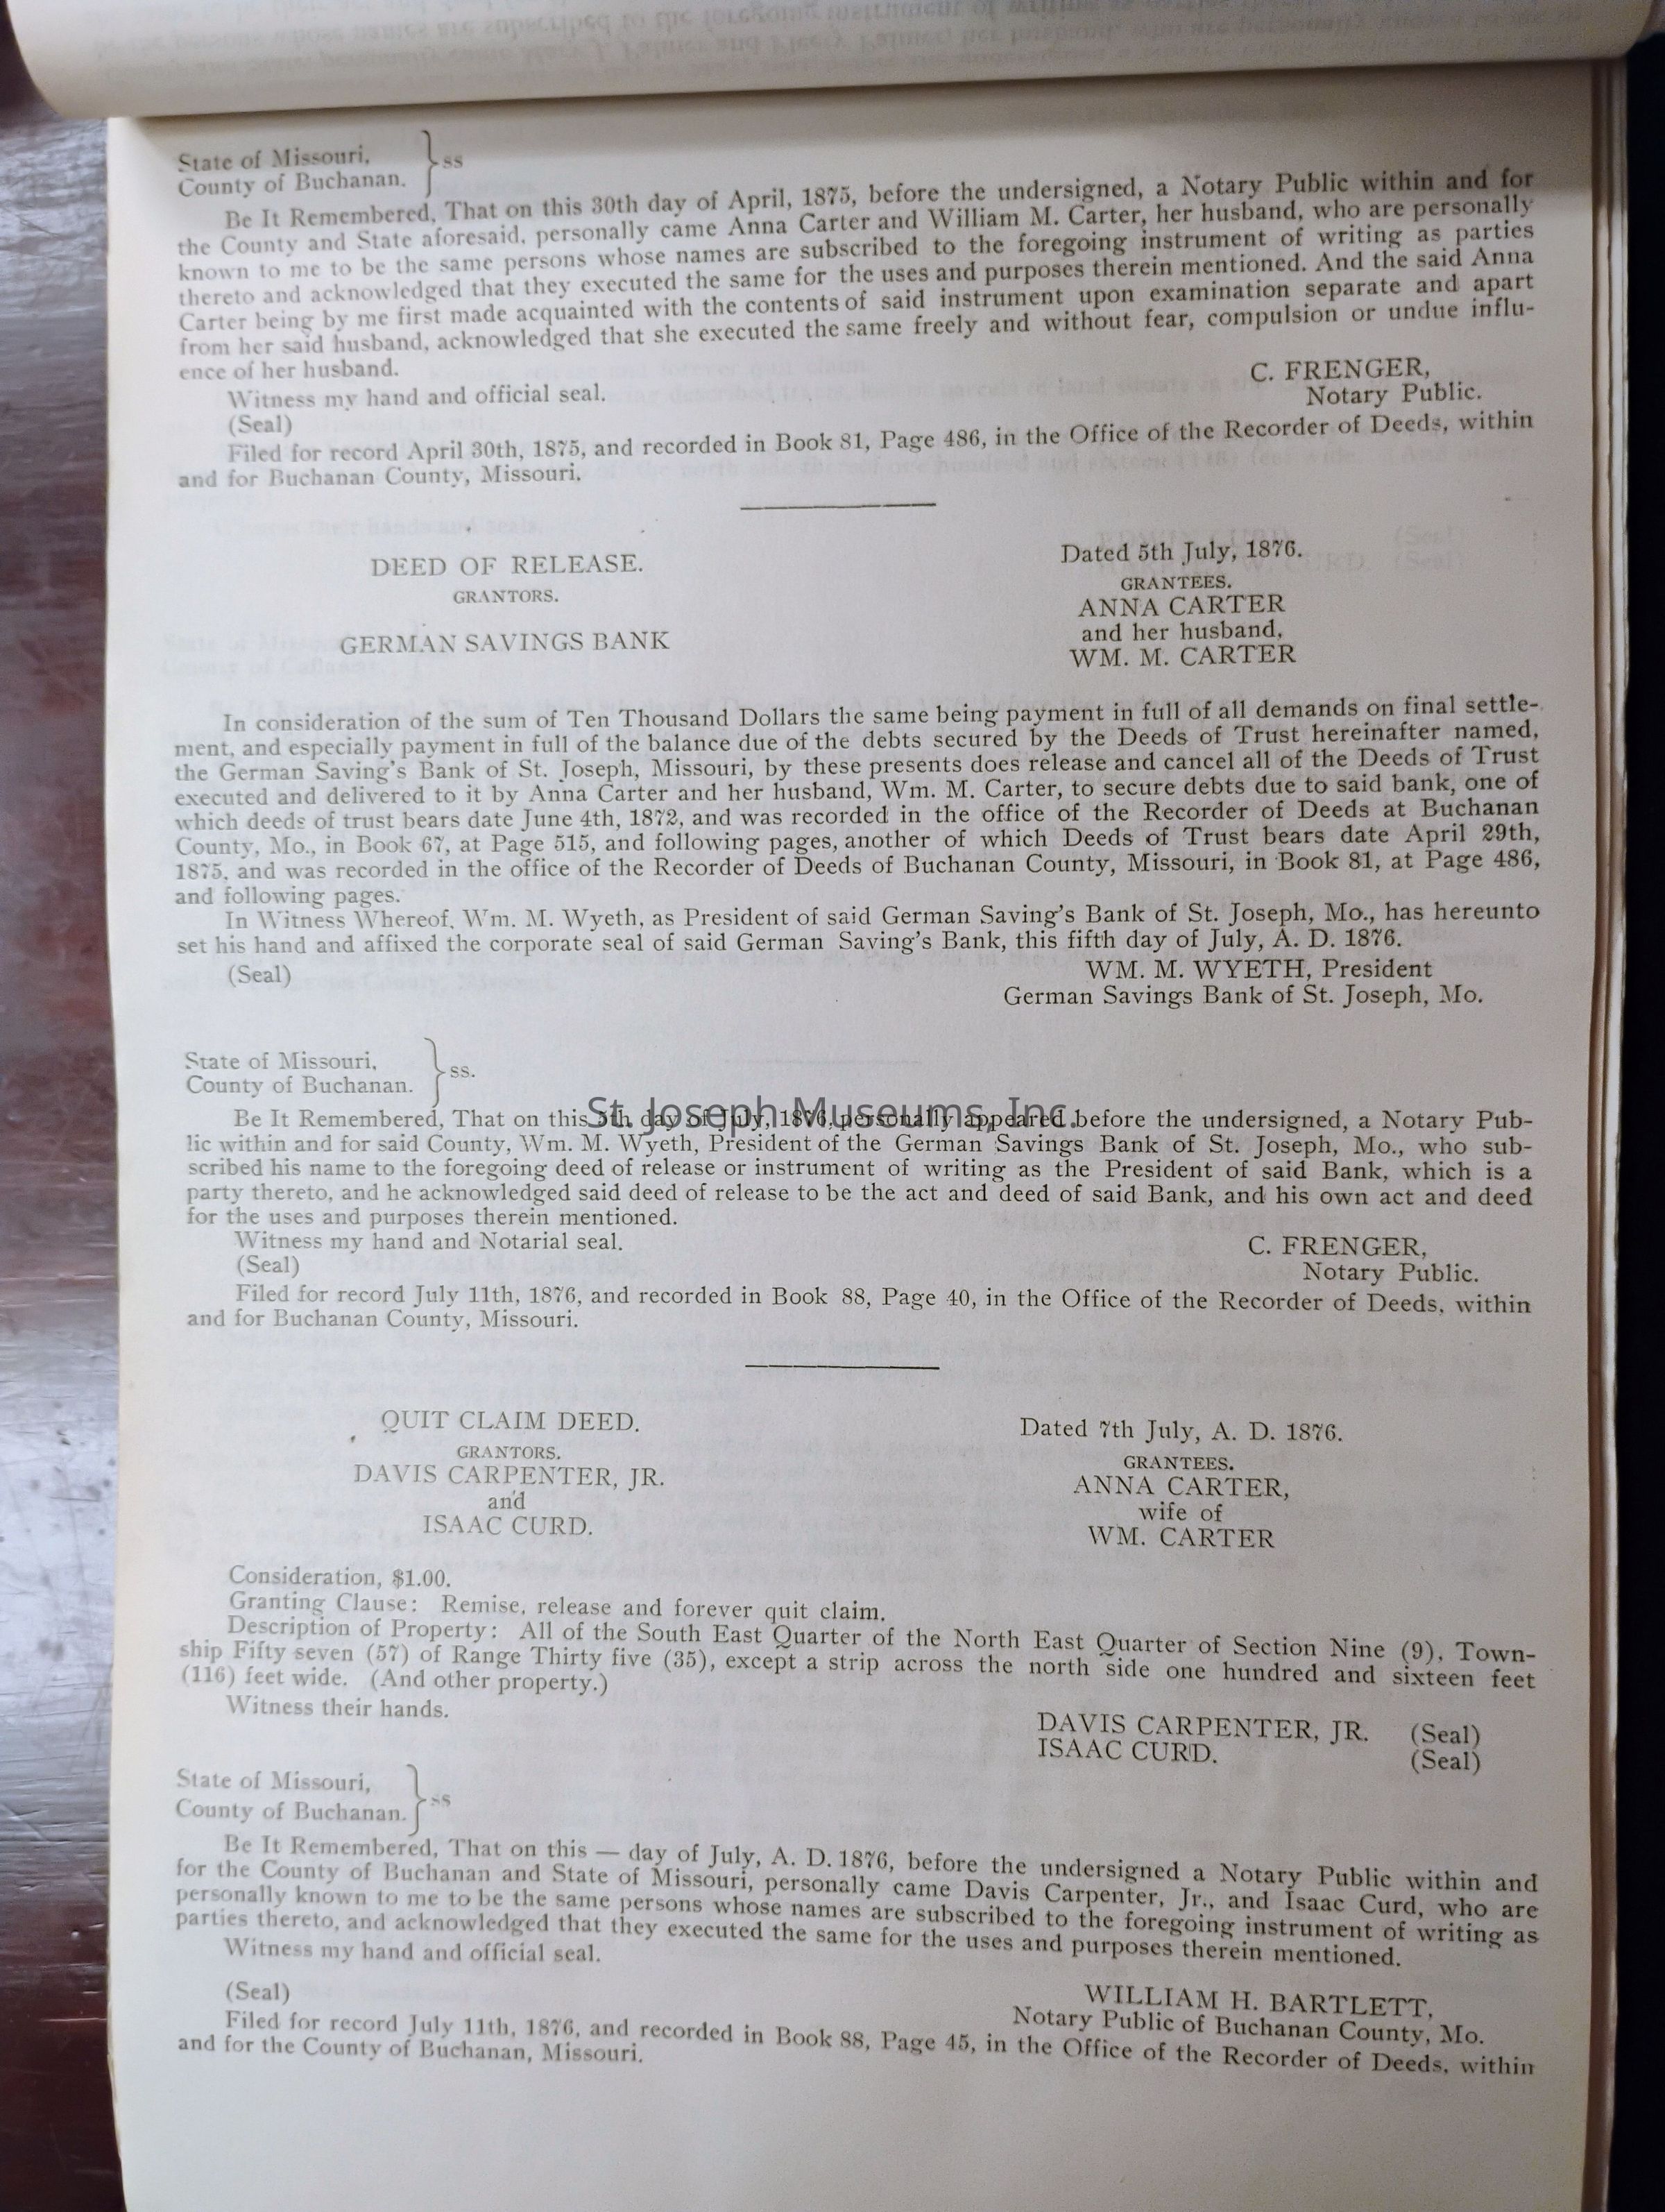 State of Missouri,
County of Buchanan. } ss
Be It Remembered, That on this 30th day of April, 1875, before the undersigned, a Notary Public within and for
the County and State aforesaid, personally came Anna Carter and William M. Carter, her husband, who are personally
known to me to be the same persons whose names are subscribed to the foregoing instrument of writing as parties
thereto and acknowledged that they executed the same for the uses and purposes therein mentioned. And the said Anna
Carter being by me first made acquainted with the contents of said instrument upon examination separate and apart
from her said husband, acknowledged that she executed the same freely and without fear, compulsion or undue influ-
ence of her husband.
C. FRENGER,
Witness my hand and official seal.
Notary Public.
(Seal)
Filed for record April 30th, 1875, and recorded in Book 81, Page 486, in the Office of the Recorder of Deeds, within
and for Buchanan County, Missouri.
DEED OF RELEASE.
GRANTORS.
GERMAN SAVINGS BANK
Dated 5th July, 1876.
GRANTEES.
ANNA CARTER
and her husband,
WM. M. CARTER
In consideration of the sum of Ten Thousand Dollars the same being payment in full of all demands on final settle-
ment, and especially payment in full of the balance due of the debts secured by the Deeds of Trust hereinafter named,
the German Saving's Bank of St. Joseph, Missouri, by these presents does release and cancel all of the Deeds of Trust
executed and delivered to it by Anna Carter and her husband, Wm. M. Carter, to secure debts due to said bank, one of
which deeds of trust bears date June 4th, 1872, and was recorded in the office of the Recorder of Deeds at Buchanan
County, Mo., in Book 67, at Page 515, and following pages, another of which Deeds of Trust bears date April 29th,
1875, and was recorded in the office of the Recorder of Deeds of Buchanan County, Missouri, in Book 81, at Page 486,
and following pages.
In Witness Whereof, Wm. M. Wyeth, as President of said German Saving's Bank of St. Joseph, Mo., has hereunto
set his hand and affixed the corporate seal of said German Saving's Bank, this fifth day of July, A. D. 1876.
(Seal)
WM. M. WYETH, President
German Savings Bank of St. Joseph, Mo.
State of Missouri,
County of Buchanan. } ss.
St. Joseph Museums, Inc.
Be It Remembered, That on this 5th day of July, 1876, personally appeared before the undersigned, a Notary Pub-
lic within and for said County, Wm. M. Wyeth, President of the German Savings Bank of St. Joseph, Mo., who sub-
scribed his name to the foregoing deed of release or instrument of writing as the President of said Bank, which is a
party thereto, and he acknowledged said deed of release to be the act and deed of said Bank, and his own act and deed
for the uses and purposes therein mentioned.
Witness my hand and Notarial seal.
C. FRENGER,
(Seal)
Notary Public.
Filed for record July 11th, 1876, and recorded in Book 88, Page 40, in the Office of the Recorder of Deeds, within
and for Buchanan County, Missouri.
QUIT CLAIM DEED.
GRANTORS.
DAVIS CARPENTER, JR.
and
ISAAC CURD.
Dated 7th July, A. D. 1876.
GRANTEES.
ANNA CARTER,
wife of
WM. CARTER
Consideration, $1.00.
Granting Clause: Remise, release and forever quit claim.
Description of Property: All of the South East Quarter of the North East Quarter of Section Nine (9), Town-
ship Fifty seven (57) of Range Thirty five (35), except a strip across the north side one hundred and sixteen feet
(116) feet wide. (And other property.)
Witness their hands.
DAVIS CARPENTER, JR. (Seal)
ISAAC CURD. (Seal)
State of Missouri,
County of Buchanan. } ss
Be It Remembered, That on this — day of July, A. D. 1876, before the undersigned a Notary Public within and
for the County of Buchanan and State of Missouri, personally came Davis Carpenter, Jr., and Isaac Curd, who are
personally known to me to be the same persons whose names are subscribed to the foregoing instrument of writing as
parties thereto, and acknowledged that they executed the same for the uses and purposes therein mentioned.
Witness my hand and official seal.
(Seal)
WILLIAM H. BARTLETT,
Notary Public of Buchanan County, Mo.
Filed for record July 11th, 1876, and recorded in Book 88, Page 45, in the Office of the Recorder of Deeds, within
and for the County of Buchanan, Missouri.